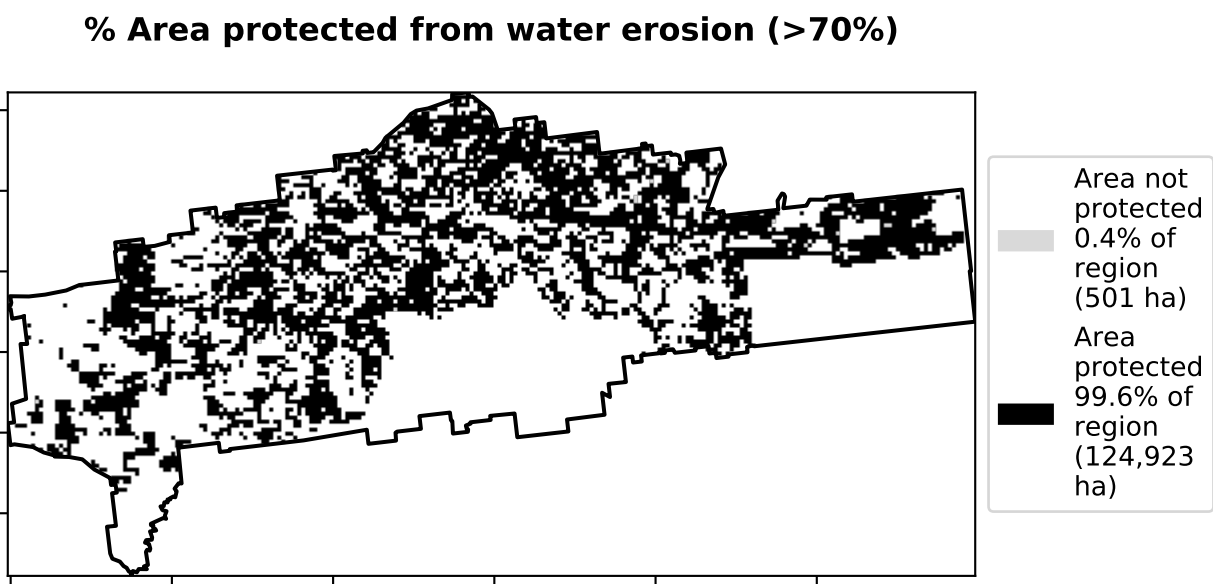 % Area protected from water erosion (>70%)
Area not
protected
0.4% of
region
(501 ha)
Area
protected
99.6% of
region
(124,923
ha)